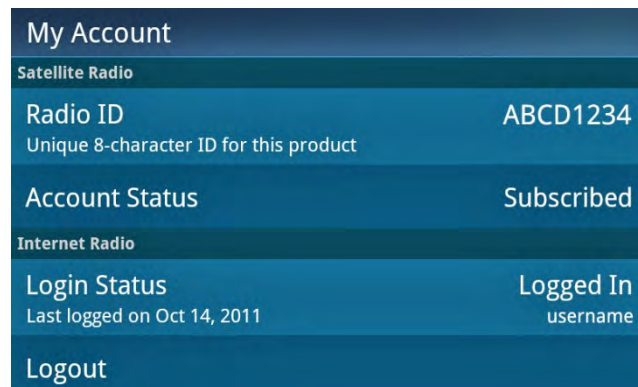 My Account
Satellite Radio
Radio ID ABCD1234
Unique 8-character ID for this product
Account Status Subscribed
Internet Radio
Login Status Logged In
Last logged on Oct 14, 2011 username
Logout